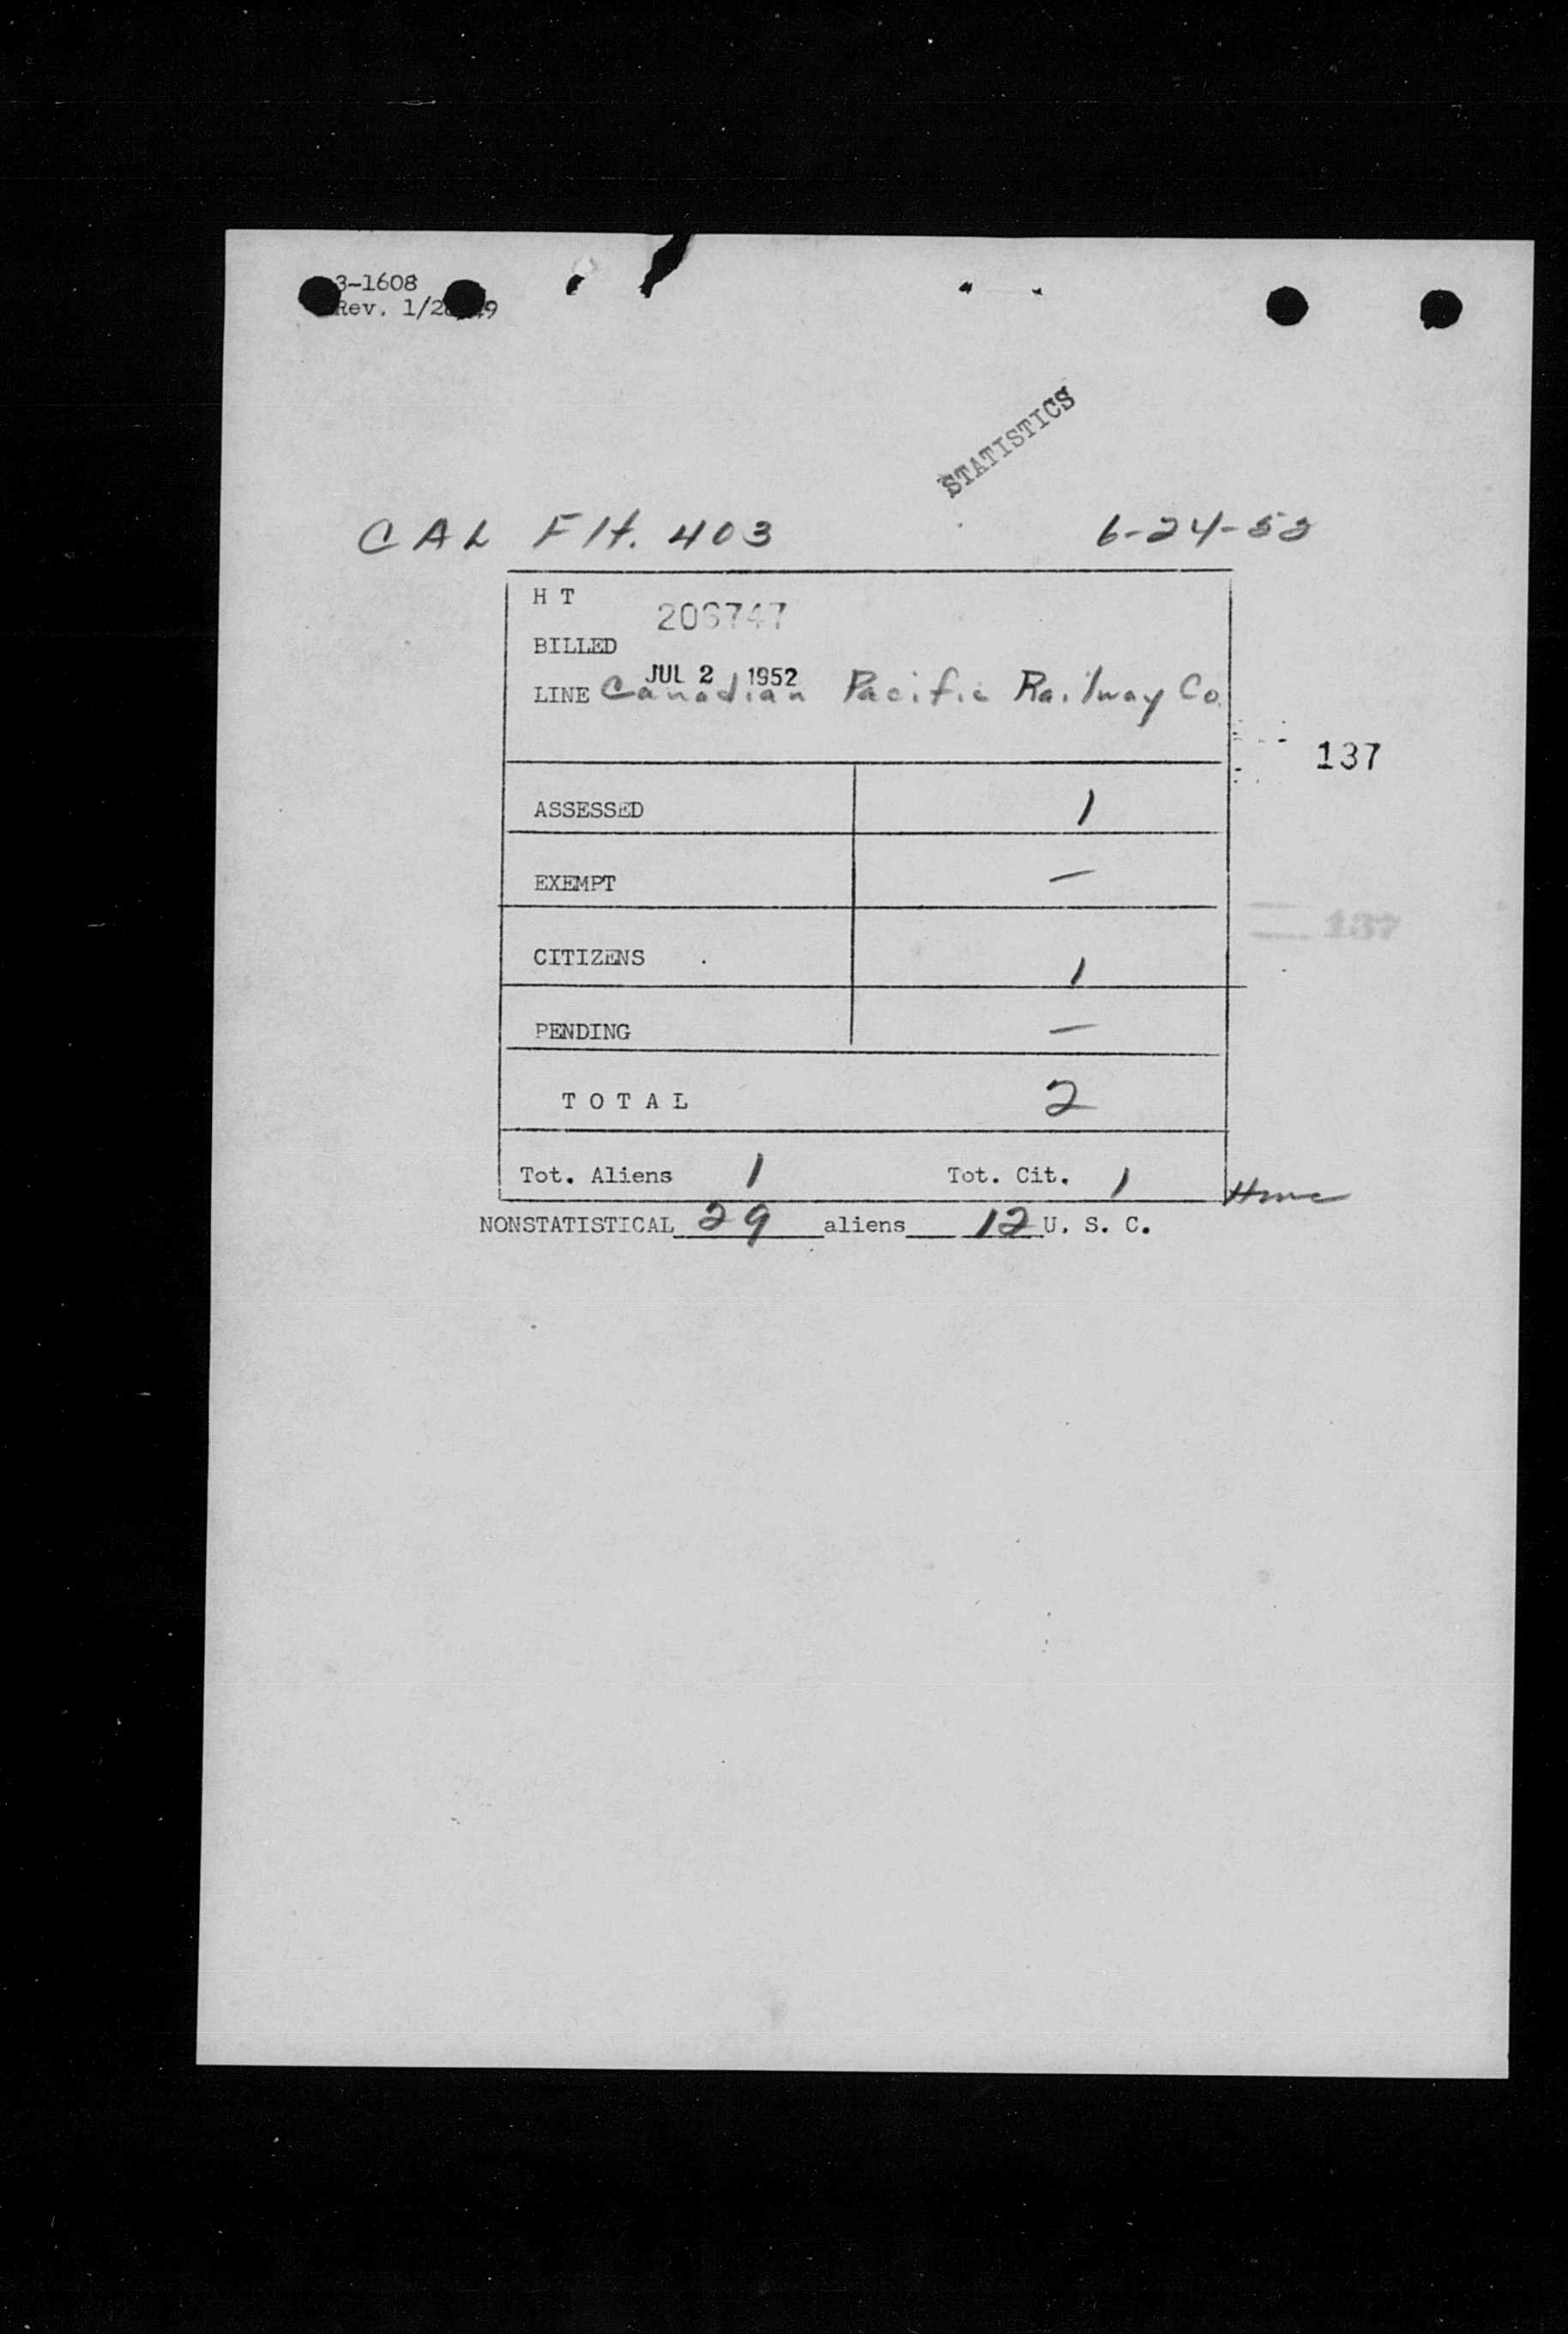 3-1608
Rev. 1/2 49
STATISTICS
CAL Flt. 403 6-24-52
H T
206747
BILLED
JUL 2 1952
LINE Canadian Pacific Railway Co.
137
ASSESSED 1
EXEMPT —
137
CITIZENS 1
PENDING —
T O T A L 2
Tot. Aliens 1 Tot. Cit. 1
NONSTATISTICAL 29 aliens 12 U. S. C.